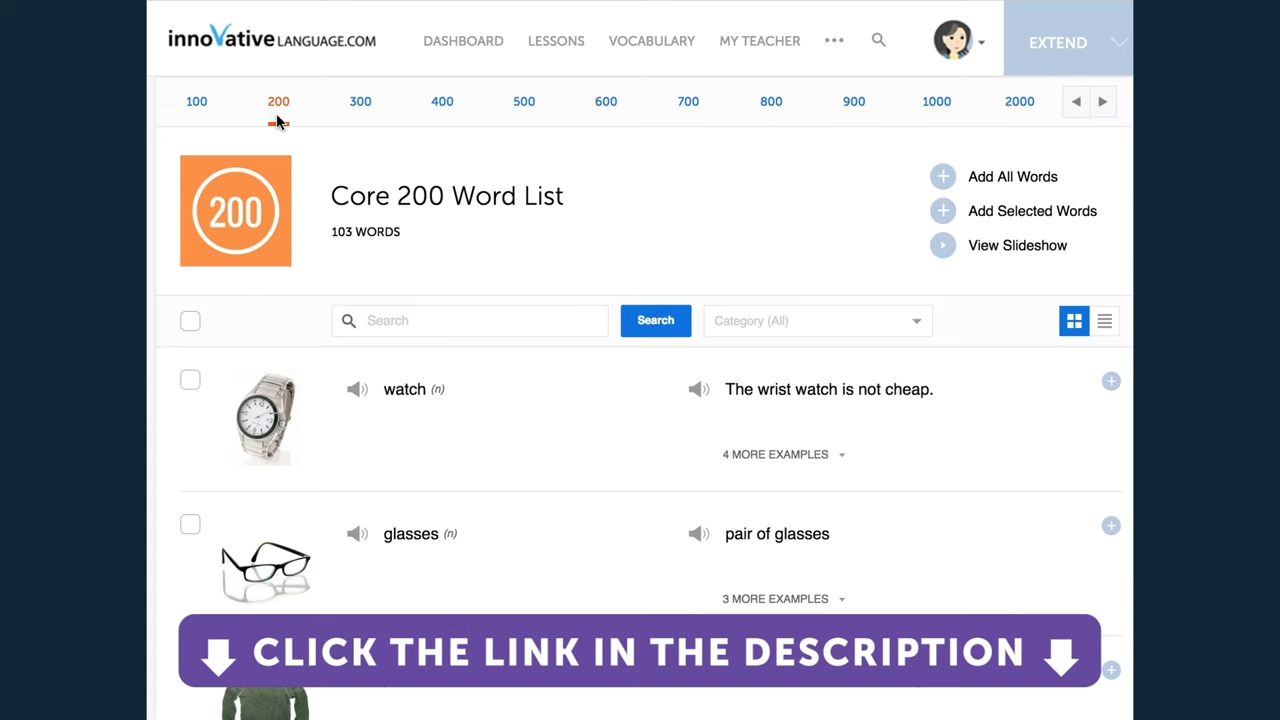 innoVative LANGUAGE.COM
DASHBOARD LESSONS VOCABULARY MY TEACHER ••• EXTEND
100 200 300 400 500 600 700 800 900 1000 2000
200
Core 200 Word List
103 WORDS
Add All Words
Add Selected Words
View Slideshow
Search Search Category (All)
watch (n) The wrist watch is not cheap.
4 MORE EXAMPLES
glasses (n) pair of glasses
3 MORE EXAMPLES
CLICK THE LINK IN THE DESCRIPTION